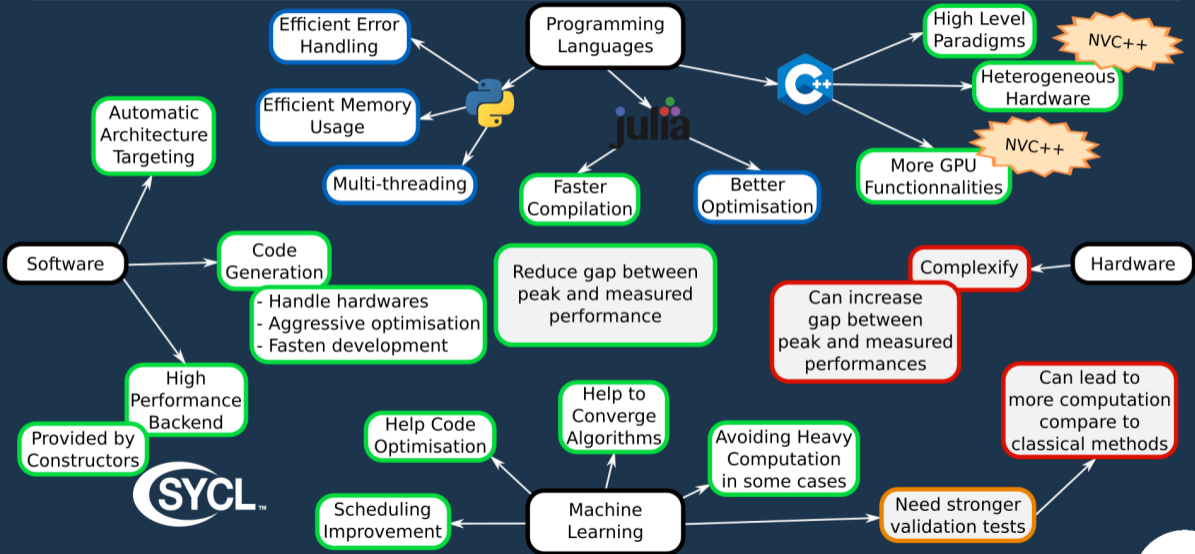 Programming
Languages
Efficient Error
Handling
Efficient Memory
Usage
Multi-threading
julia
Faster
Compilation
Better
Optimisation
C++
High Level
Paradigms
NVC++
Heterogeneous
Hardware
NVC++
More GPU
Functionnalities
Automatic
Architecture
Targeting
Software
Code
Generation
- Handle hardwares
- Aggressive optimisation
- Fasten development
High
Performance
Backend
Provided by
Constructors
SYCL™
Reduce gap between
peak and measured
performance
Hardware
Complexify
Can increase
gap between
peak and measured
performances
Machine
Learning
Help Code
Optimisation
Help to
Converge
Algorithms
Avoiding Heavy
Computation
in some cases
Scheduling
Improvement
Need stronger
validation tests
Can lead to
more computation
compare to
classical methods